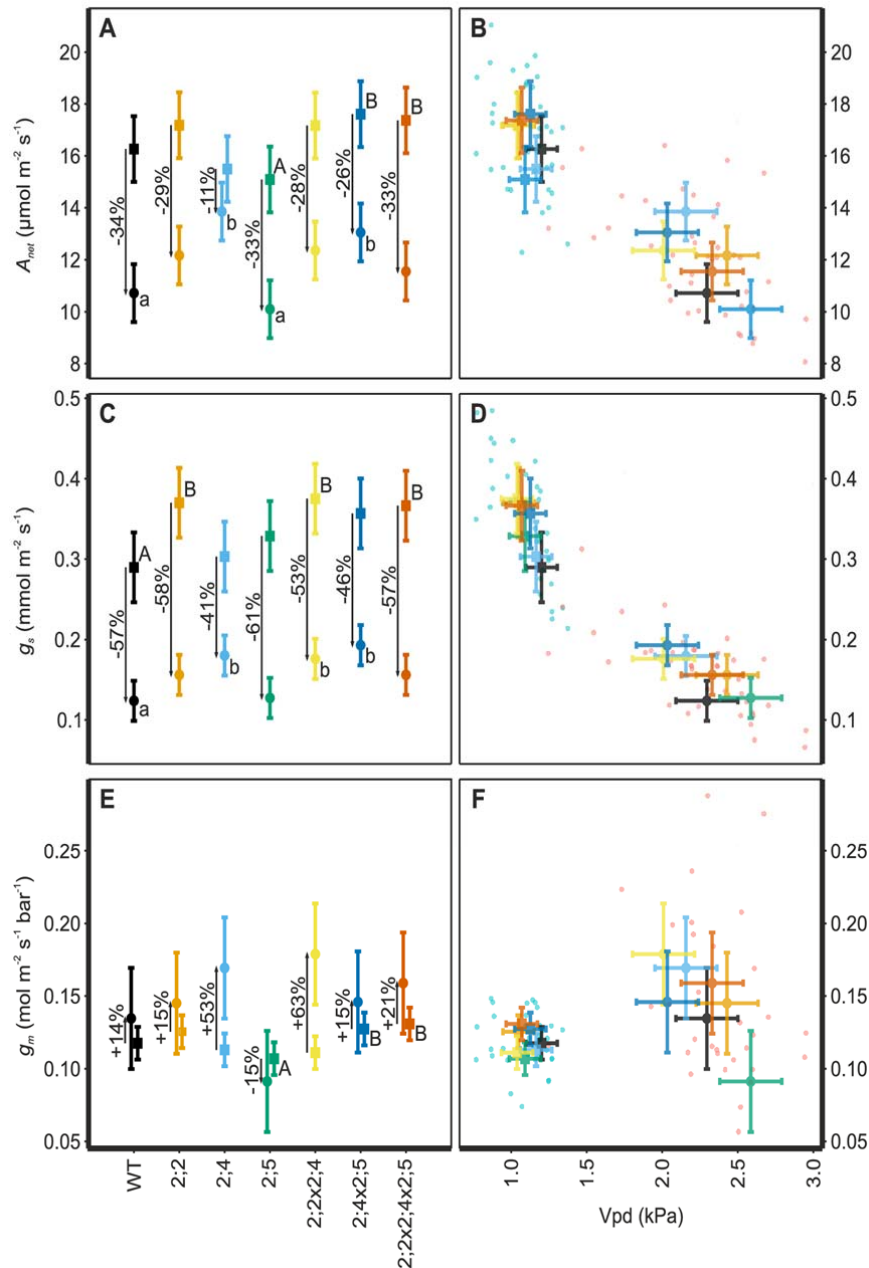 A
B
20
18
16
14
12
10
8
A_net (µmol m⁻² s⁻¹)
-34%
-29%
-11%
-33%
-28%
-26%
-33%
a
b
A
a
B
b
B
20
18
16
14
12
10
8
C
D
0.5
0.4
0.3
0.2
0.1
g_s (mmol m⁻² s⁻¹)
-57%
-58%
-41%
-61%
-53%
-46%
-57%
A
a
B
b
B
b
b
B
0.5
0.4
0.3
0.2
0.1
E
F
0.25
0.20
0.15
0.10
0.05
g_m (mol m⁻² s⁻¹ bar⁻¹)
+14%
+15%
+53%
-15%
+63%
+15%
+21%
A
B
B
0.25
0.20
0.15
0.10
0.05
WT
2;2
2;4
2;5
2;2x2;4
2;4x2;5
2;2x2;4x2;5
1.0
1.5
2.0
2.5
3.0
Vpd (kPa)